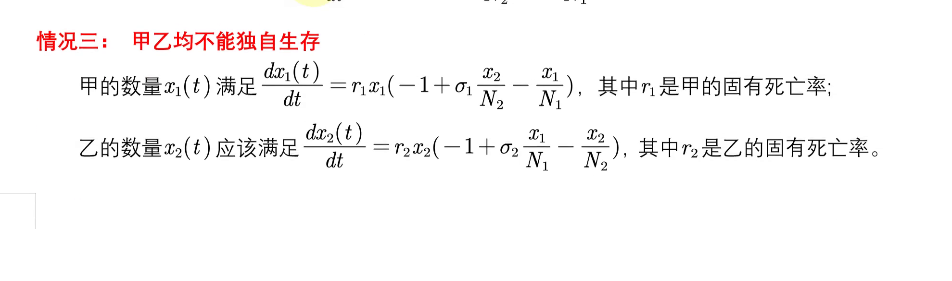 dt N₂ N₁
情况三： 甲乙均不能独自生存
甲的数量x₁(t)满足 dx₁(t)/dt = r₁x₁(−1+σ₁ x₂/N₂ − x₁/N₁)，其中r₁是甲的固有死亡率;
乙的数量x₂(t)应该满足 dx₂(t)/dt = r₂x₂(−1+σ₂ x₁/N₁ − x₂/N₂)，其中r₂是乙的固有死亡率。